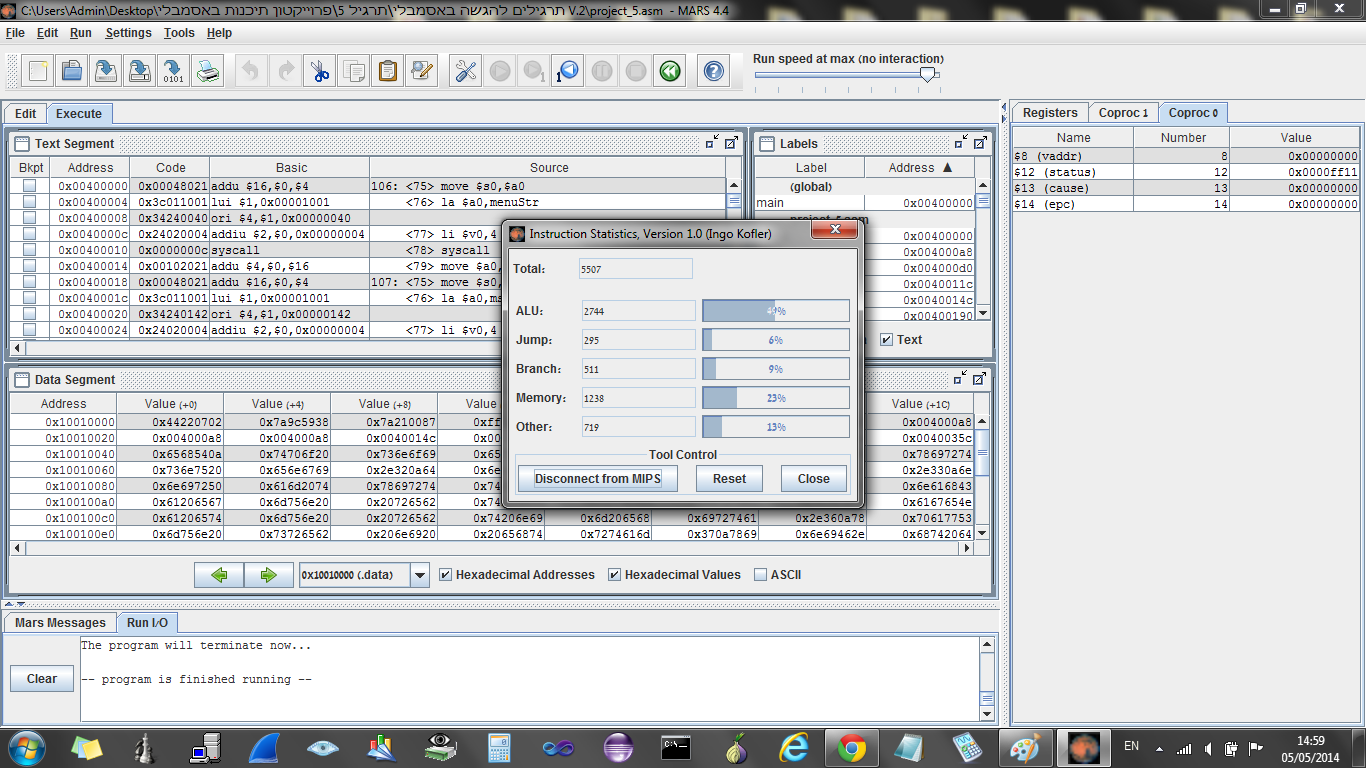 C:\Users\Admin\Desktop\תרגילים להגשה באסמבלי\תרגיל 5\פרוייקטון תיכנות באסמבלי V.2\project_5.asm - MARS 4.4
File Edit Run Settings Tools Help
Run speed at max (no interaction)
Edit Execute
Registers Coproc 1 Coproc 0
Text Segment
Bkpt Address Code Basic Source
0x00400000 0x00048021 addu $16,$0,$4 106: <75> move $s0,$a0
0x00400004 0x3c011001 lui $1,0x00001001 <76> la $a0,menuStr
0x00400008 0x34240040 ori $4,$1,0x00000040
0x0040000c 0x24020004 addiu $2,$0,0x00000004 <77> li $v0,4
0x00400010 0x0000000c syscall <78> syscall
0x00400014 0x00102021 addu $4,$0,$16 <79> move $a0,
0x00400018 0x00048021 addu $16,$0,$4 107: <75> move $s0,
0x0040001c 0x3c011001 lui $1,0x00001001 <76> la $a0,ms
0x00400020 0x34240142 ori $4,$1,0x00000142
0x00400024 0x24020004 addiu $2,$0,0x00000004 <77> li $v0,4
Labels
Label Address ▲
(global)
main 0x00400000
project_5.asm
0x00400000
0x004000a8
0x004000d0
0x0040011c
0x0040014c
0x00400190
Text
Name Number Value
$8 (vaddr) 8 0x00000000
$12 (status) 12 0x0000ff11
$13 (cause) 13 0x00000000
$14 (epc) 14 0x00000000
Instruction Statistics, Version 1.0 (Ingo Kofler)
Total: 5507
ALU: 2744 49%
Jump: 295 6%
Branch: 511 9%
Memory: 1238 23%
Other: 719 13%
Tool Control
Disconnect from MIPS Reset Close
Data Segment
Address Value (+0) Value (+4) Value (+8) Value Value (+1C)
0x10010000 0x44220702 0x7a9c5938 0x7a210087 0xff 0x004000a8
0x10010020 0x004000a8 0x004000a8 0x0040014c 0x00 0x0040035c
0x10010040 0x6568540a 0x74706f20 0x736e6f69 0x 0x78697274
0x10010060 0x736e7520 0x656e6769 0x2e320a64 0x6e 0x2e330a6e
0x10010080 0x6e697250 0x616d2074 0x78697274 0x 0x6e616843
0x100100a0 0x61206567 0x6d756e20 0x20726562 0x74 0x6167654e
0x100100c0 0x61206574 0x6d756e20 0x20726562 0x74206e69 0x6d206568 0x69727461 0x2e360a78 0x70617753
0x100100e0 0x6d756e20 0x73726562 0x206e6920 0x20656874 0x7274616d 0x370a7869 0x6e69462e 0x68742064
0x10010000 (.data) Hexadecimal Addresses Hexadecimal Values ASCII
Mars Messages Run I/O
Clear
The program will terminate now...
-- program is finished running --
EN 14:59
05/05/2014